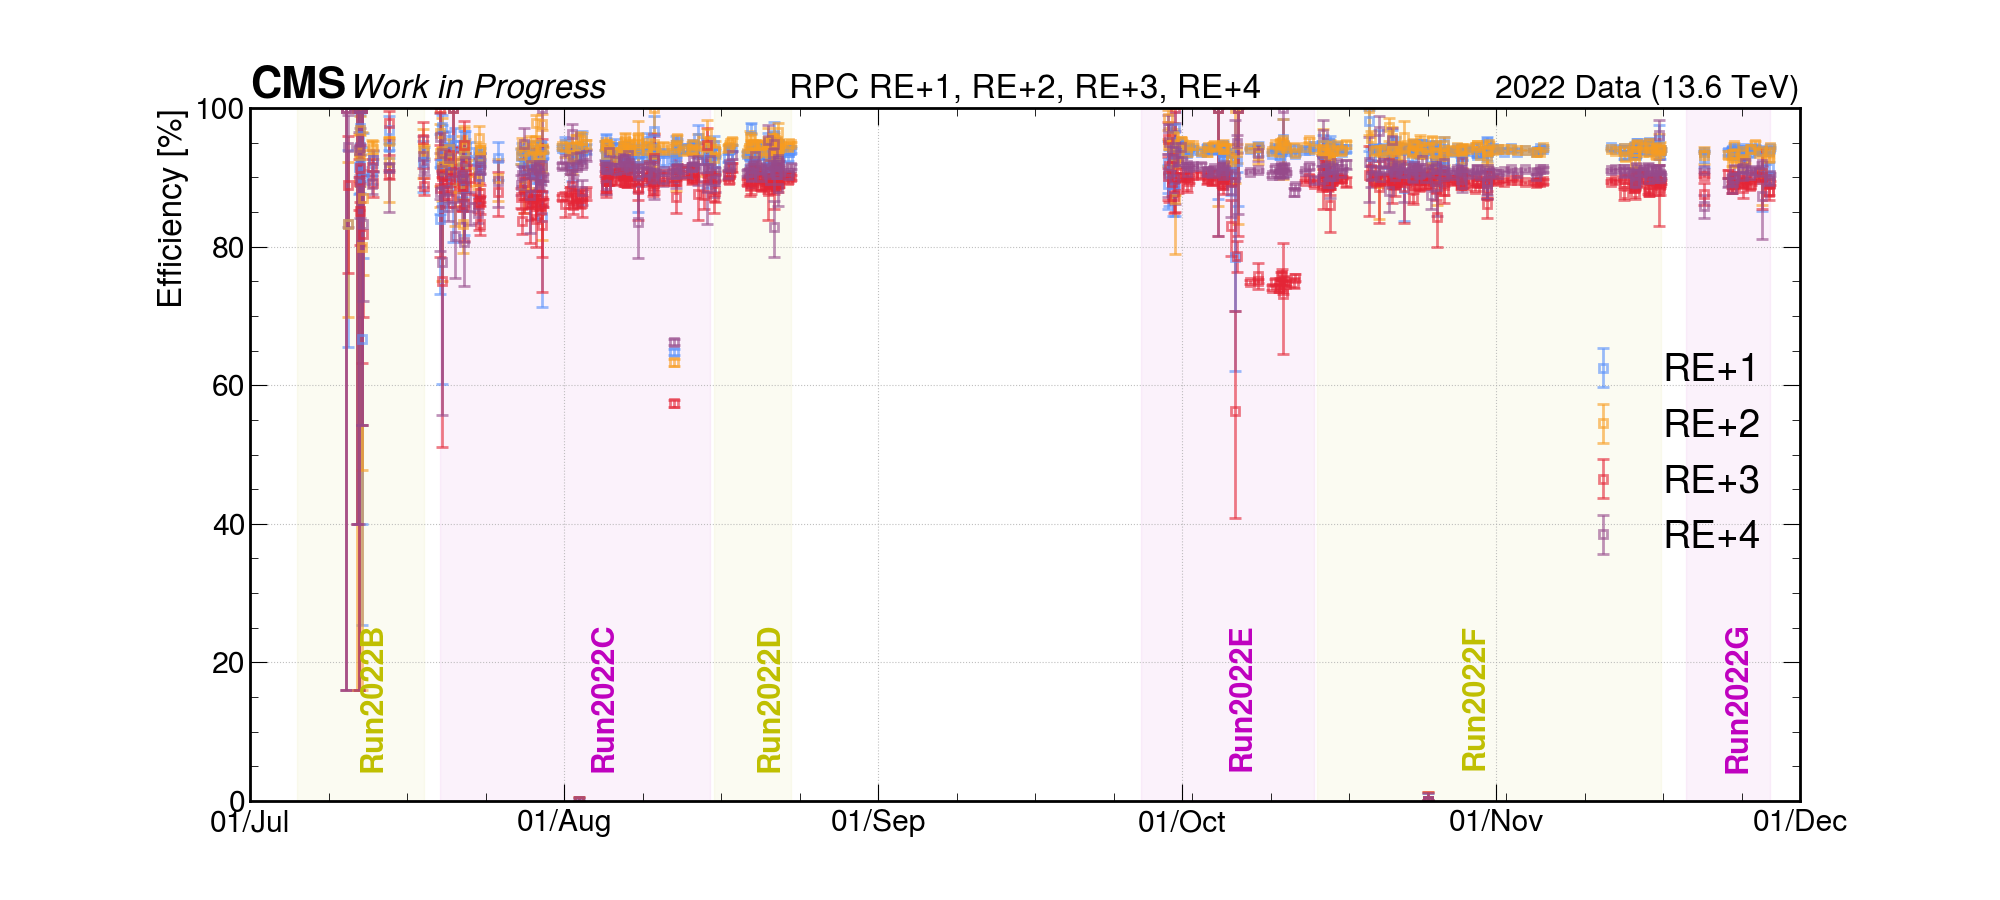 CMS Work in Progress RPC RE+1, RE+2, RE+3, RE+4 2022 Data (13.6 TeV)
Efficiency [%]
100
80
60
40
20
0
RE+1
RE+2
RE+3
RE+4
Run2022B Run2022C Run2022D Run2022E Run2022F Run2022G
01/Jul 01/Aug 01/Sep 01/Oct 01/Nov 01/Dec